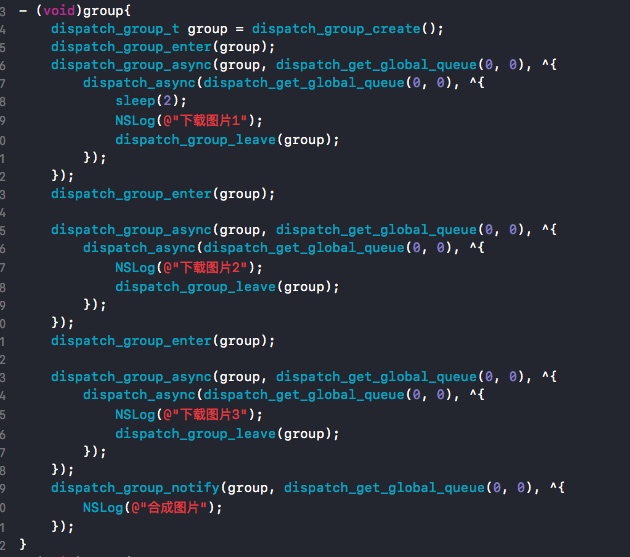 3 - (void)group{
4 dispatch_group_t group = dispatch_group_create();
5 dispatch_group_enter(group);
6 dispatch_group_async(group, dispatch_get_global_queue(0, 0), ^{
7 dispatch_async(dispatch_get_global_queue(0, 0), ^{
8 sleep(2);
9 NSLog(@"下载图片1");
0 dispatch_group_leave(group);
1 });
2 });
3 dispatch_group_enter(group);
4
5 dispatch_group_async(group, dispatch_get_global_queue(0, 0), ^{
6 dispatch_async(dispatch_get_global_queue(0, 0), ^{
7 NSLog(@"下载图片2");
8 dispatch_group_leave(group);
9 });
0 });
1 dispatch_group_enter(group);
2
3 dispatch_group_async(group, dispatch_get_global_queue(0, 0), ^{
4 dispatch_async(dispatch_get_global_queue(0, 0), ^{
5 NSLog(@"下载图片3");
6 dispatch_group_leave(group);
7 });
8 });
9 dispatch_group_notify(group, dispatch_get_global_queue(0, 0), ^{
0 NSLog(@"合成图片");
1 });
2 }